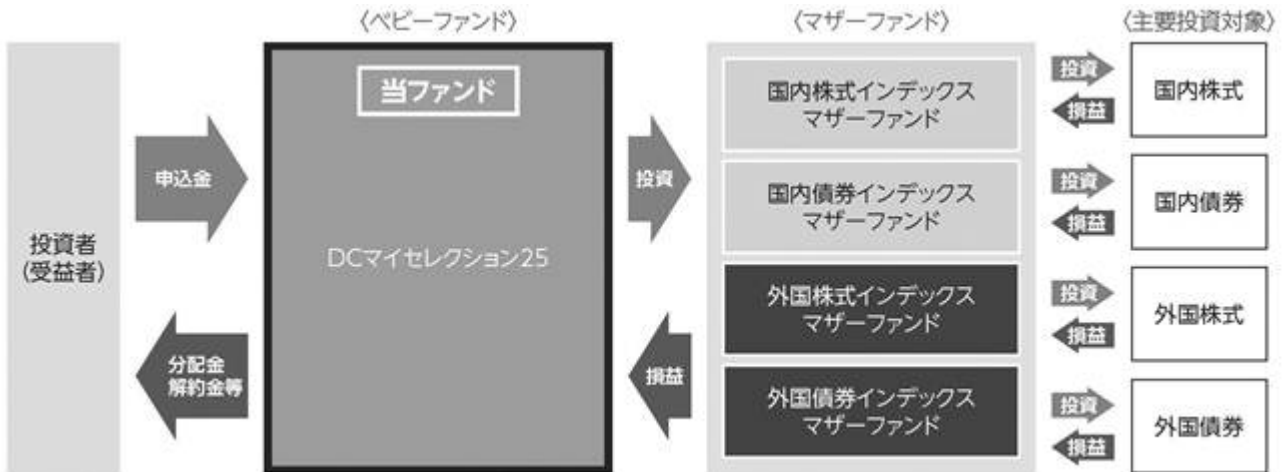 〈ベビーファンド〉
〈マザーファンド〉
〈主要投資対象〉
投資者
(受益者)
申込金
分配金
解約金等
当ファンド
DCマイセレクション25
投資
損益
国内株式インデックス
マザーファンド
国内債券インデックス
マザーファンド
外国株式インデックス
マザーファンド
外国債券インデックス
マザーファンド
投資
損益
国内株式
投資
損益
国内債券
投資
損益
外国株式
投資
損益
外国債券